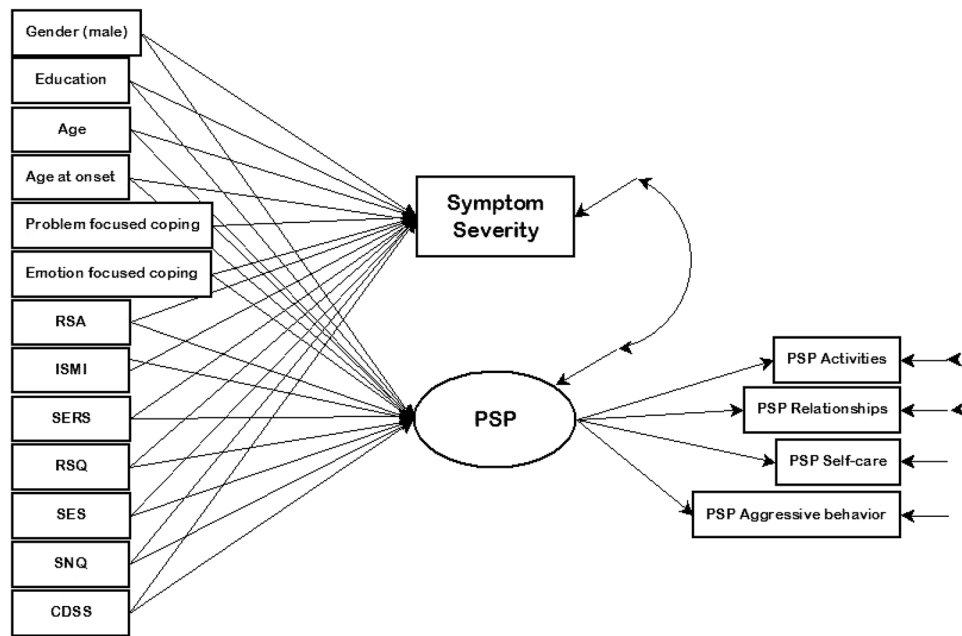 Gender (male)
Education
Age
Age at onset
Problem focused coping
Emotion focused coping
RSA
ISMI
SERS
RSQ
SES
SNQ
CDSS
Symptom
Severity
PSP
PSP Activities
PSP Relationships
PSP Self-care
PSP Aggressive behavior